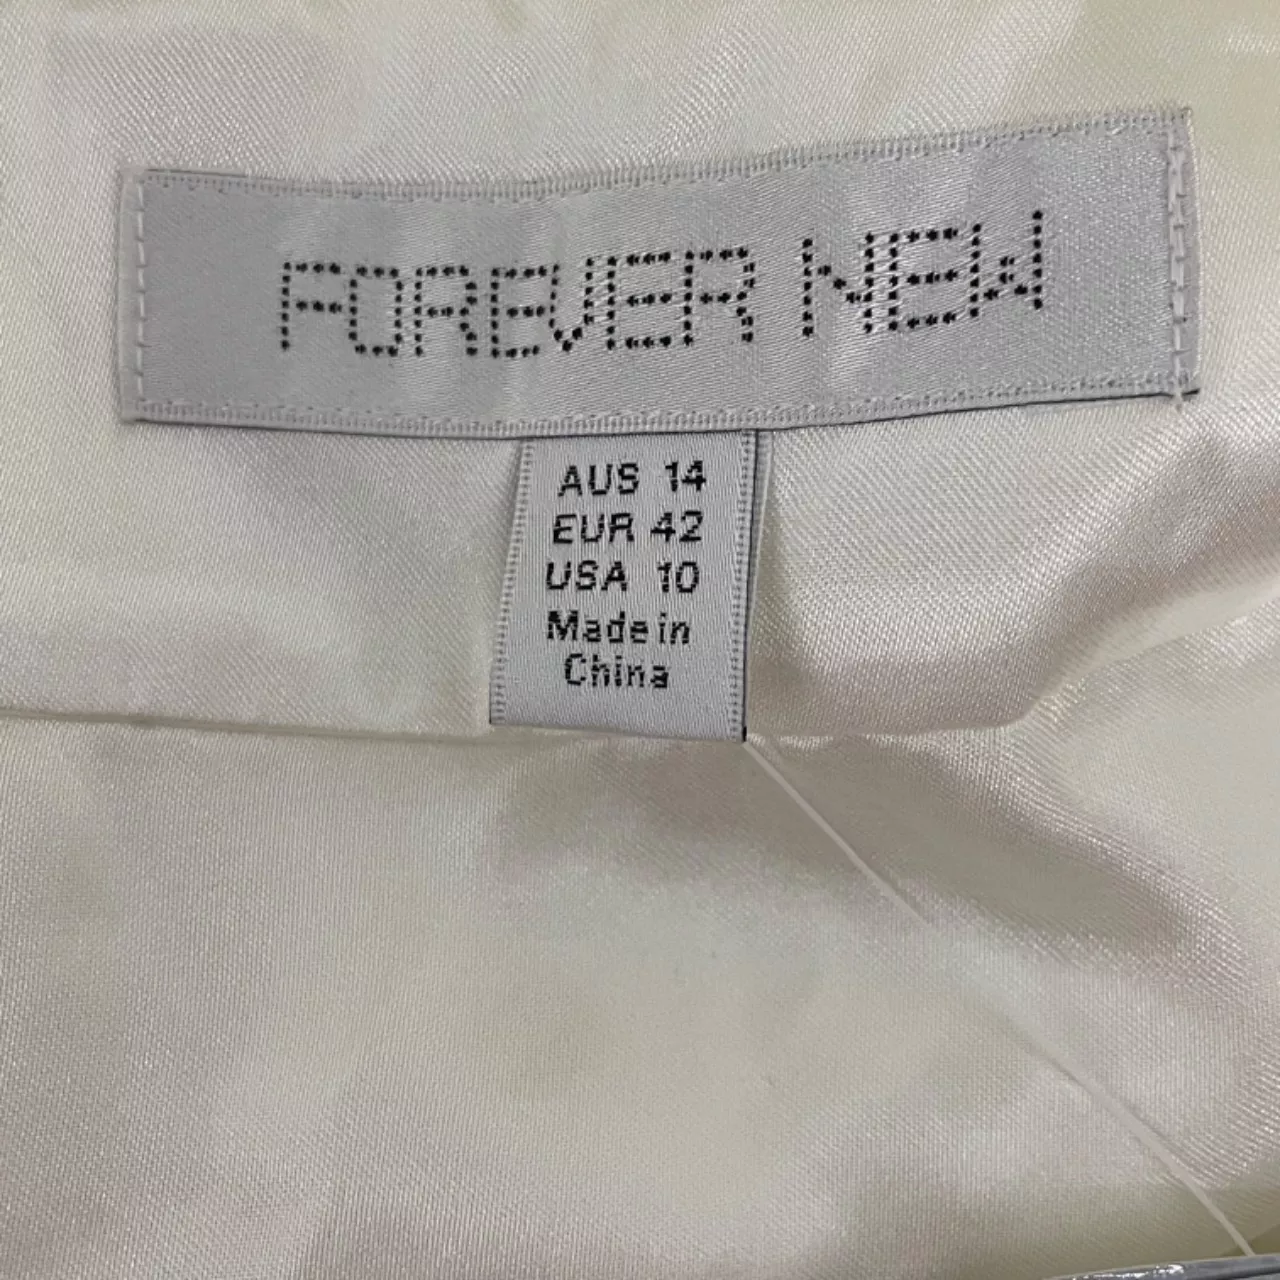 FOREVER NEW
AUS 14
EUR 42
USA 10
Made in
China